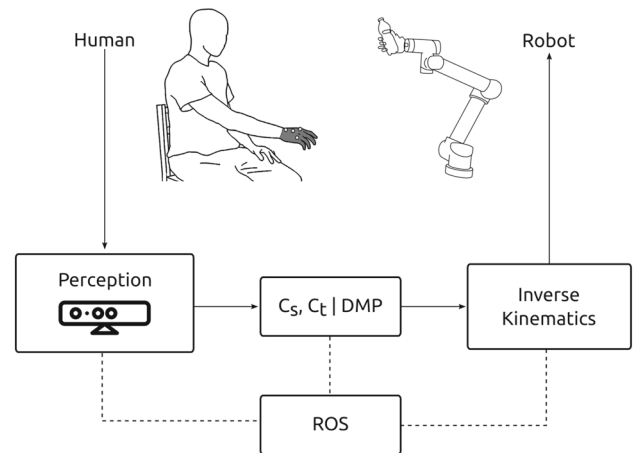 Human
Robot
Perception
Cs, Ct | DMP
Inverse
Kinematics
ROS